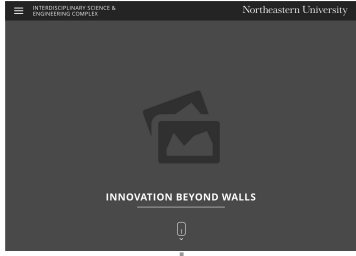 INTERDISCIPLINARY SCIENCE &
ENGINEERING COMPLEX
Northeastern University
INNOVATION BEYOND WALLS